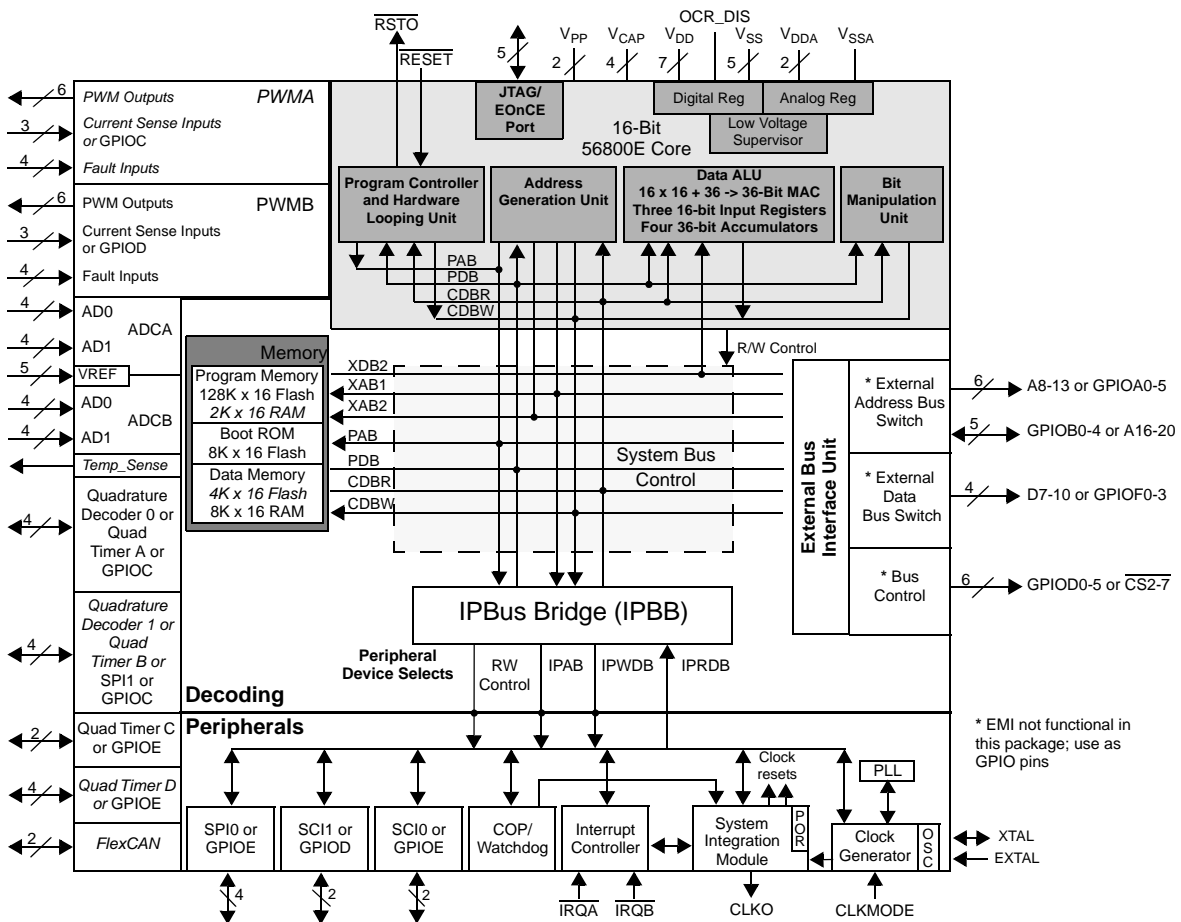 RSTO
RESET
5
VPP
2
VCAP
4
VDD
7
OCR_DIS
VSS
5
VDDA
2
VSSA
6
PWM Outputs
PWMA
3
Current Sense Inputs
or GPIOC
4
Fault Inputs
6
PWM Outputs
PWMB
3
Current Sense Inputs
or GPIOD
4
Fault Inputs
4
AD0
ADCA
4
AD1
5
VREF
4
AD0
ADCB
4
AD1
Temp_Sense
4
Quadrature
Decoder 0 or
Quad
Timer A or
GPIOC
4
Quadrature
Decoder 1 or
Quad
Timer B or
SPI1 or
GPIOC
2
Quad Timer C
or GPIOE
4
Quad Timer D
or GPIOE
2
FlexCAN
JTAG/
EOnCE
Port
16-Bit
56800E Core
Digital Reg
Analog Reg
Low Voltage
Supervisor
Program Controller
and Hardware
Looping Unit
Address
Generation Unit
Data ALU
16 x 16 + 36 -> 36-Bit MAC
Three 16-bit Input Registers
Four 36-bit Accumulators
Bit
Manipulation
Unit
PAB
PDB
CDBR
CDBW
R/W Control
Memory
Program Memory
128K x 16 Flash
2K x 16 RAM
Boot ROM
8K x 16 Flash
Data Memory
4K x 16 Flash
8K x 16 RAM
XDB2
XAB1
XAB2
PAB
PDB
CDBR
CDBW
System Bus
Control
External Bus
Interface Unit
* External
Address Bus
Switch
* External
Data
Bus Switch
* Bus
Control
6
A8-13 or GPIOA0-5
5
GPIOB0-4 or A16-20
4
D7-10 or GPIOF0-3
6
GPIOD0-5 or CS2-7
IPBus Bridge (IPBB)
Peripheral
Device Selects
RW
Control
IPAB
IPWDB
IPRDB
Decoding
Peripherals
* EMI not functional in
this package; use as
GPIO pins
Clock
resets
PLL
SPI0 or
GPIOE
SCI1 or
GPIOD
SCI0 or
GPIOE
COP/
Watchdog
Interrupt
Controller
System
Integration
Module
POR
Clock
Generator
OSC
XTAL
EXTAL
4
2
2
IRQA
IRQB
CLKO
CLKMODE